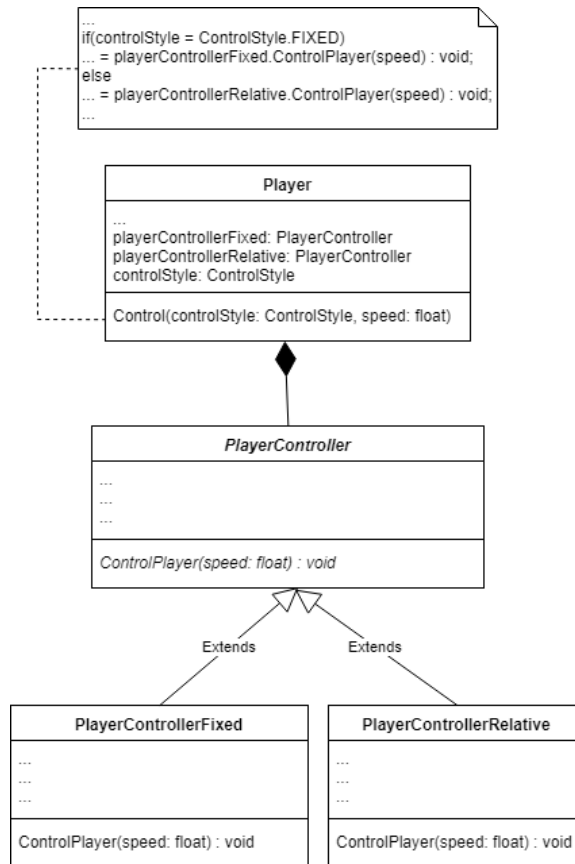 ...
if(controlStyle = ControlStyle.FIXED)
... = playerControllerFixed.ControlPlayer(speed) : void;
else
... = playerControllerRelative.ControlPlayer(speed) : void;
...
Player
...
playerControllerFixed: PlayerController
playerControllerRelative: PlayerController
controlStyle: ControlStyle
Control(controlStyle: ControlStyle, speed: float)
PlayerController
...
...
...
ControlPlayer(speed: float) : void
Extends
Extends
PlayerControllerFixed
...
...
...
ControlPlayer(speed: float) : void
PlayerControllerRelative
...
...
...
ControlPlayer(speed: float) : void